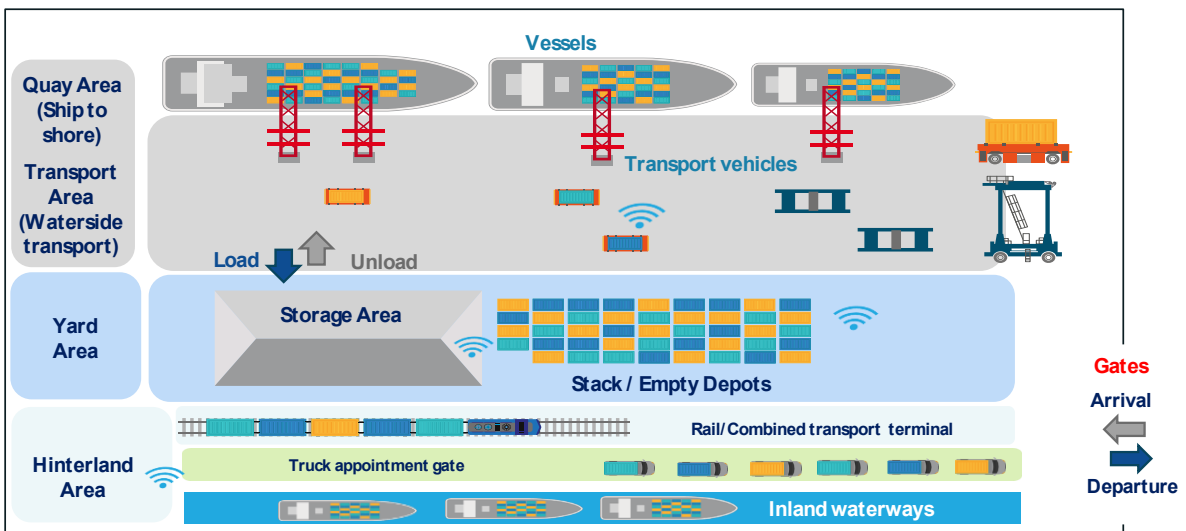 Vessels
Quay Area
(Ship to
shore)
Transport
Area
(Waterside
transport)
Transport vehicles
Load
Unload
Yard
Area
Storage Area
Stack / Empty Depots
Gates
Arrival
Departure
Hinterland
Area
Rail/Combined transport terminal
Truck appointment gate
Inland waterways